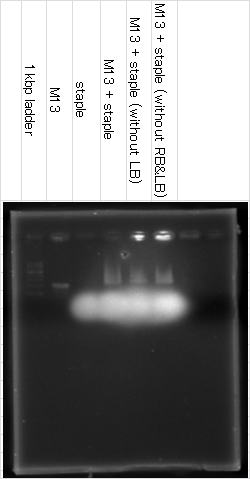 1 kbp ladder
M13
staple
M13 + staple
M13 + staple (without LB)
M13 + staple (without RB&LB)